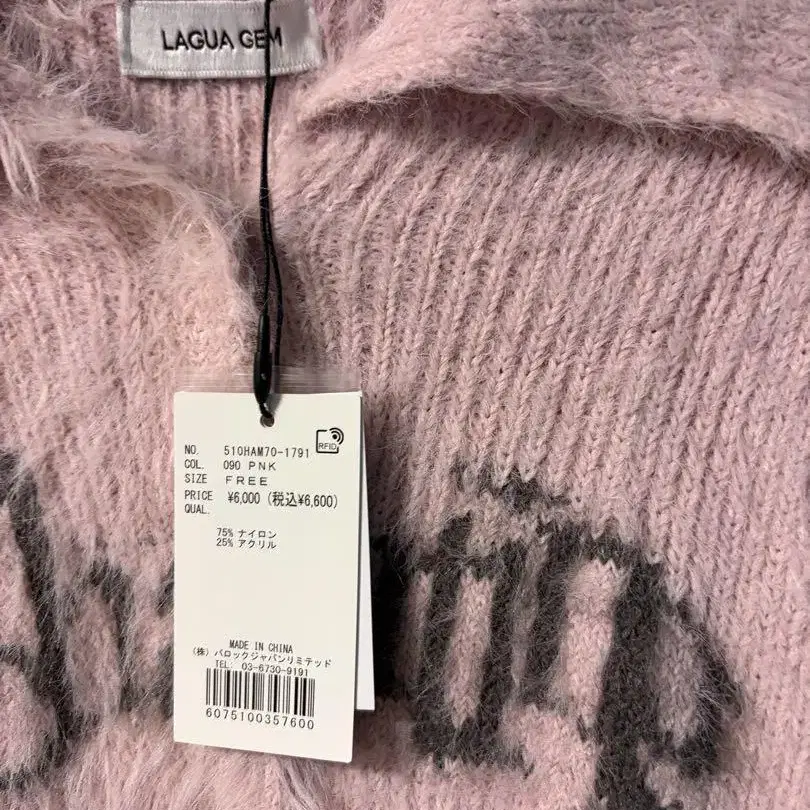 LAGUA GEM
RFID
NO. 510HAM70-1791
COL. 090 PNK
SIZE FREE
PRICE ¥6,000 (税込¥6,600)
QUAL.
75% ナイロン
25% アクリル
MADE IN CHINA
(株) バロックジャパンリミテッド
TEL: 03-6730-9191
6075100357600